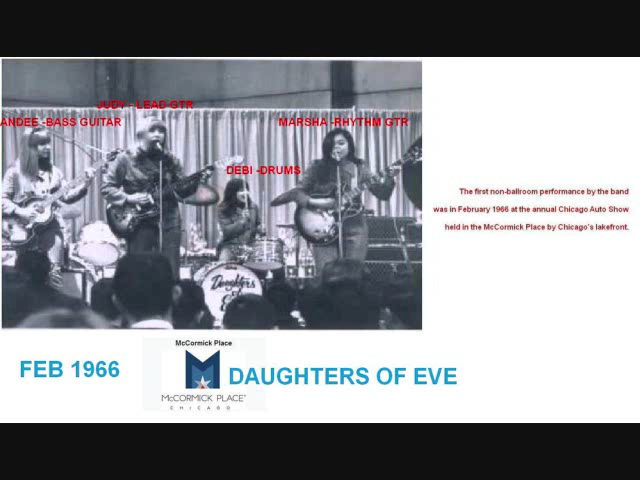 JUDY - LEAD GTR
ANDEE -BASS GUITAR
MARSHA -RHYTHM GTR
DEBI -DRUMS
Daughters
The first non-ballroom performance by the band
was in February 1966 at the annual Chicago Auto Show
held in the McCormick Place by Chicago's lakefront.
McCormick Place
FEB 1966
DAUGHTERS OF EVE
McCORMICK PLACE
CHICAGO